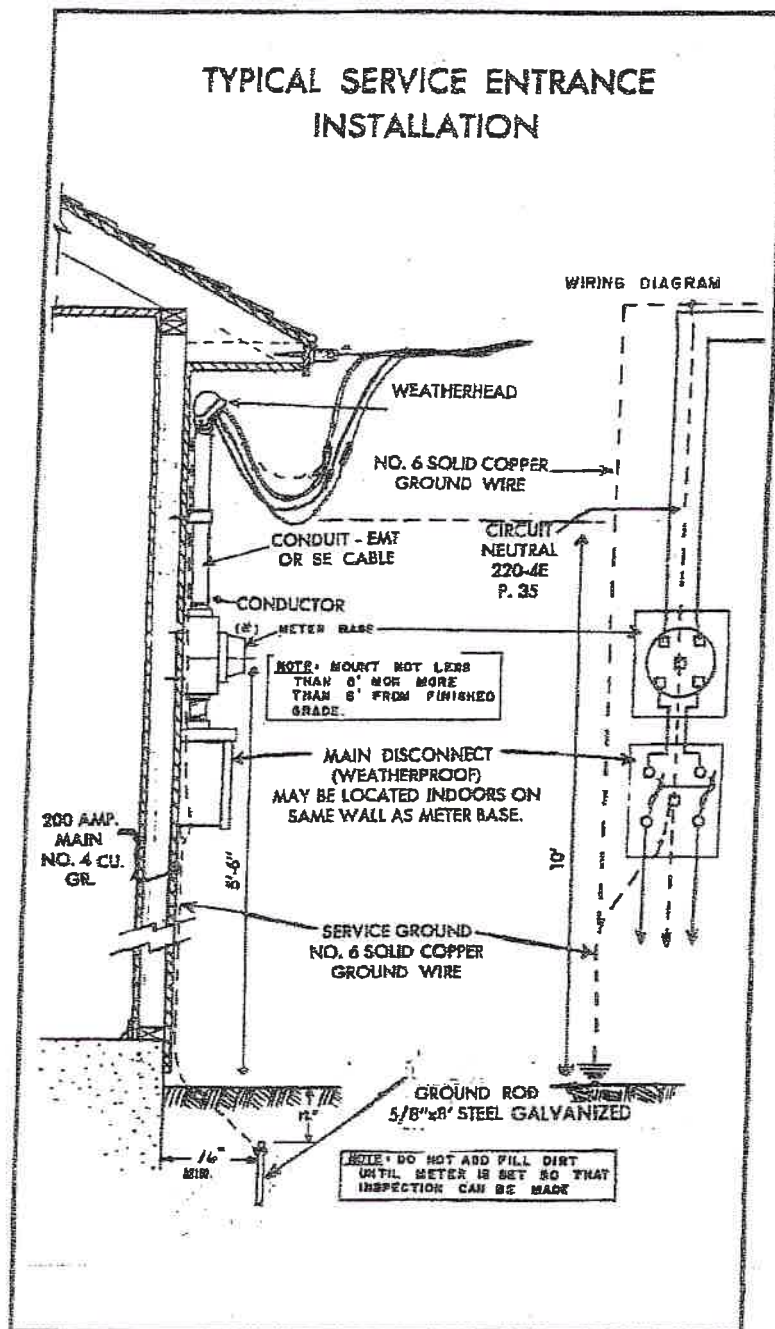 TYPICAL SERVICE ENTRANCE
INSTALLATION
WIRING DIAGRAM
WEATHERHEAD
NO. 6 SOLID COPPER
GROUND WIRE
CONDUIT - EMT
OR SE CABLE
CIRCUIT
NEUTRAL
220-4E
P. 35
CONDUCTOR
METER BASE
NOTE: MOUNT NOT LESS
THAN 5' NOR MORE
THAN 6' FROM FINISHED
GRADE.
MAIN DISCONNECT
(WEATHERPROOF)
MAY BE LOCATED INDOORS ON
SAME WALL AS METER BASE.
200 AMP.
MAIN
NO. 4 CU.
GR.
5'-6"
10'
SERVICE GROUND
NO. 6 SOLID COPPER
GROUND WIRE
GROUND ROD
5/8"x8' STEEL GALVANIZED
12"
16"
MIN.
NOTE: DO NOT ADD FILL DIRT
UNTIL METER IS SET SO THAT
INSPECTION CAN BE MADE